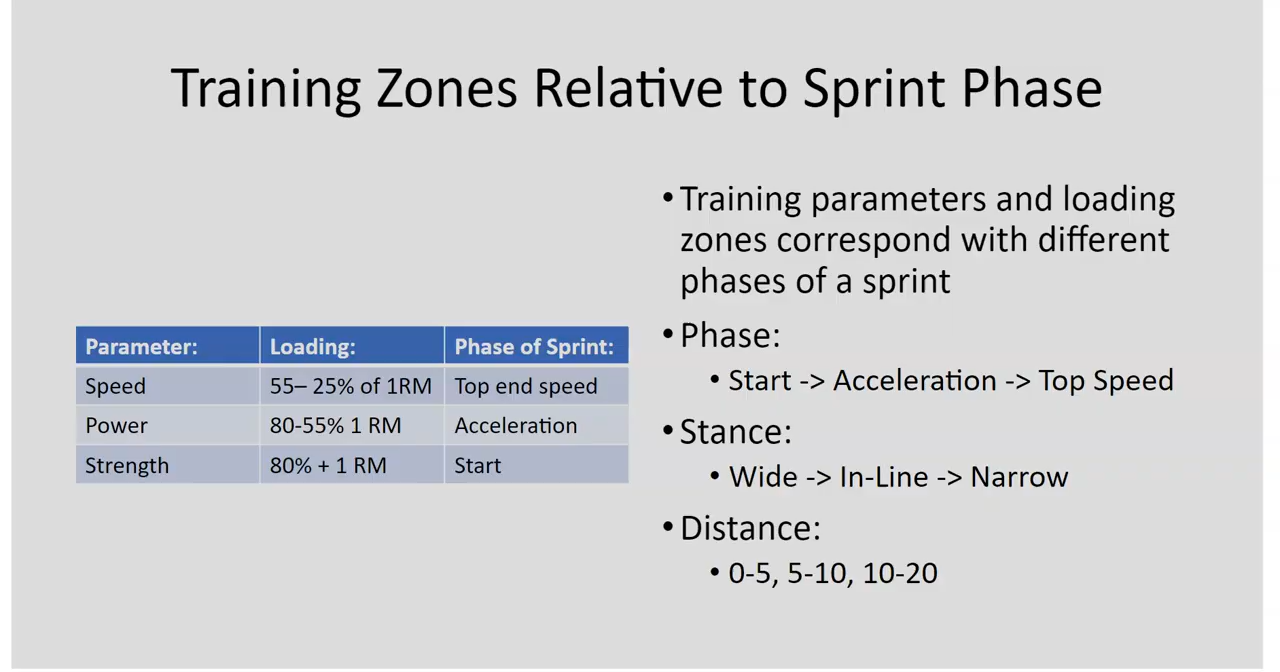 Training Zones Relative to Sprint Phase
Parameter: Loading: Phase of Sprint:
Speed 55– 25% of 1RM Top end speed
Power 80-55% 1 RM Acceleration
Strength 80% + 1 RM Start
• Training parameters and loading
zones correspond with different
phases of a sprint
• Phase:
• Start -> Acceleration -> Top Speed
• Stance:
• Wide -> In-Line -> Narrow
• Distance:
• 0-5, 5-10, 10-20